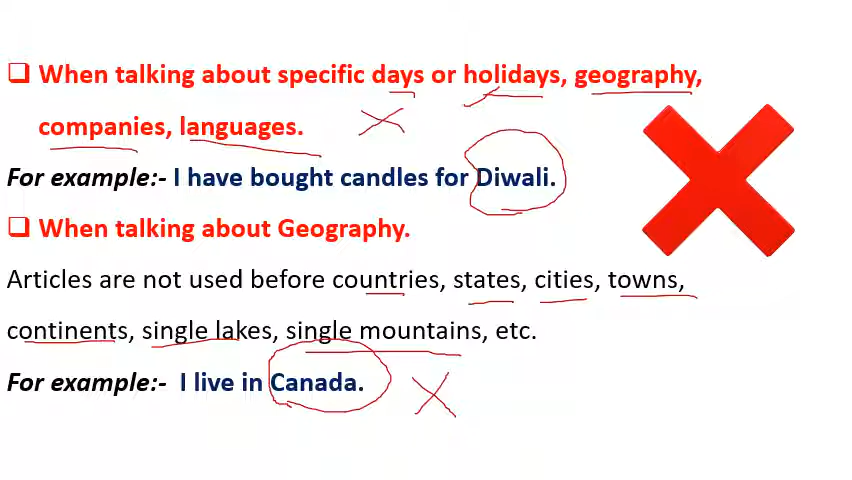 When talking about specific days or holidays, geography,
companies, languages.
For example:- I have bought candles for Diwali.
When talking about Geography.
Articles are not used before countries, states, cities, towns,
continents, single lakes, single mountains, etc.
For example:- I live in Canada.